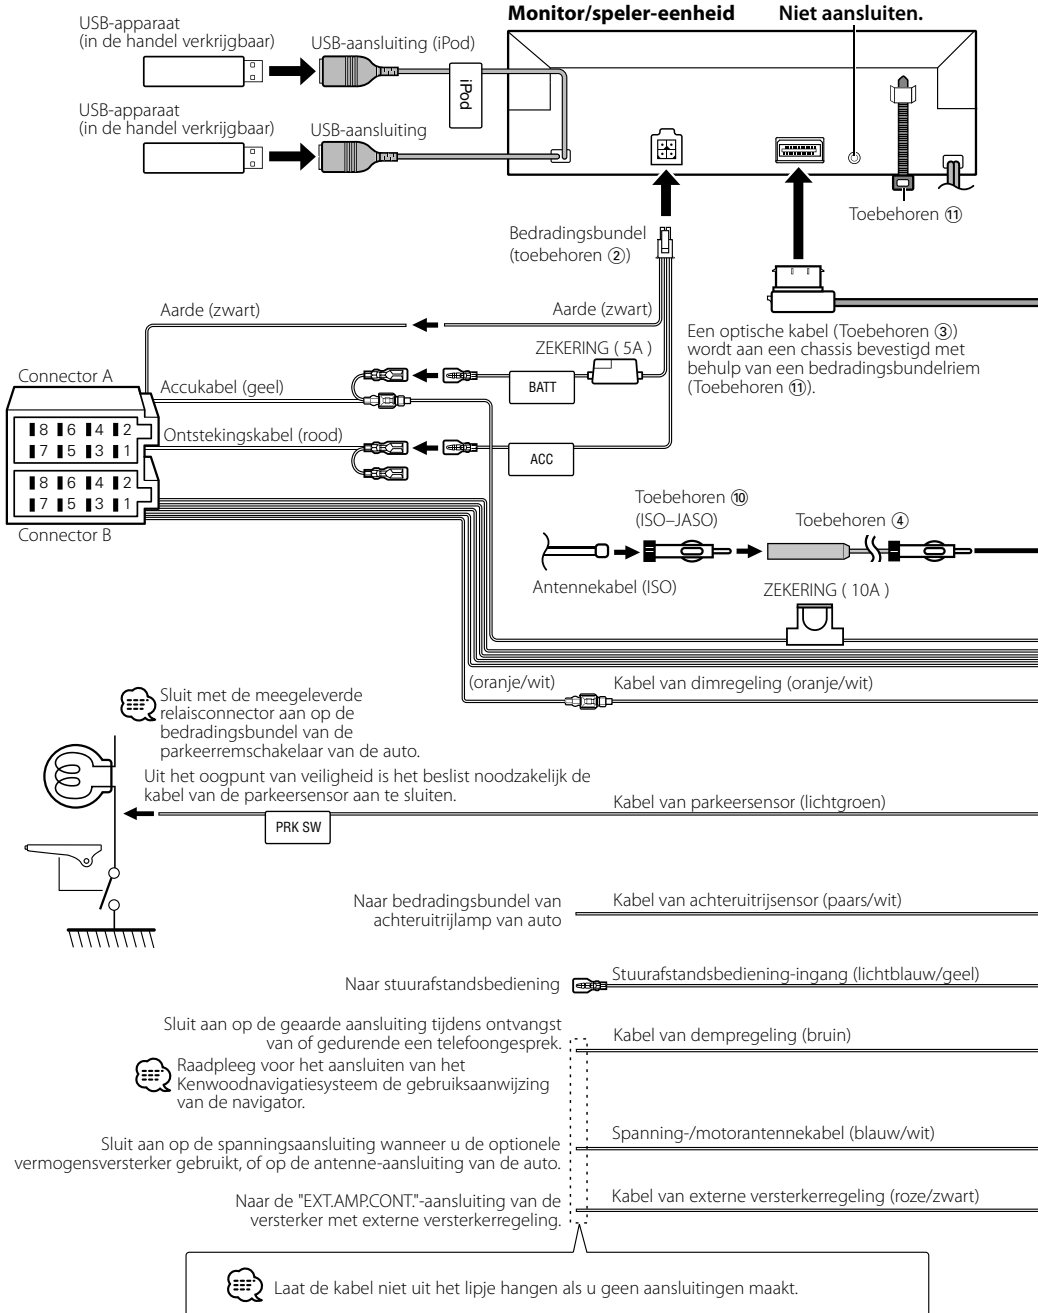 Monitor/speler-eenheid
Niet aansluiten.
USB-apparaat
(in de handel verkrijgbaar)
USB-aansluiting (iPod)
iPod
USB-apparaat
(in de handel verkrijgbaar)
USB-aansluiting
Toebehoren ⑪
Bedradingsbundel
(toebehoren ②)
Aarde (zwart)
Aarde (zwart)
Een optische kabel (Toebehoren ③)
wordt aan een chassis bevestigd met
behulp van een bedradingsbundelriem
(Toebehoren ⑪).
ZEKERING ( 5A )
Connector A
Accukabel (geel)
BATT
8 6 4 2
7 5 3 1
Ontstekingskabel (rood)
ACC
8 6 4 2
7 5 3 1
Connector B
Toebehoren ⑩
(ISO–JASO)
Toebehoren ④
Antennekabel (ISO)
ZEKERING ( 10A )
(oranje/wit)
Kabel van dimregeling (oranje/wit)
Sluit met de meegeleverde
relaisconnector aan op de
bedradingsbundel van de
parkeerremschakelaar van de auto.
Uit het oogpunt van veiligheid is het beslist noodzakelijk de
kabel van de parkeersensor aan te sluiten.
Kabel van parkeersensor (lichtgroen)
PRK SW
Naar bedradingsbundel van
achteruitrijlamp van auto
Kabel van achteruitrijsensor (paars/wit)
Naar stuurafstandsbediening
Stuurafstandsbediening-ingang (lichtblauw/geel)
Sluit aan op de geaarde aansluiting tijdens ontvangst
van of gedurende een telefoongesprek.
Kabel van dempregeling (bruin)
Raadpleeg voor het aansluiten van het
Kenwoodnavigatiesysteem de gebruiksaanwijzing
van de navigator.
Sluit aan op de spanningsaansluiting wanneer u de optionele
vermogensversterker gebruikt, of op de antenne-aansluiting van de auto.
Spanning-/motorantennekabel (blauw/wit)
Naar de "EXT.AMP.CONT."-aansluiting van de
versterker met externe versterkerregeling.
Kabel van externe versterkerregeling (roze/zwart)
Laat de kabel niet uit het lipje hangen als u geen aansluitingen maakt.